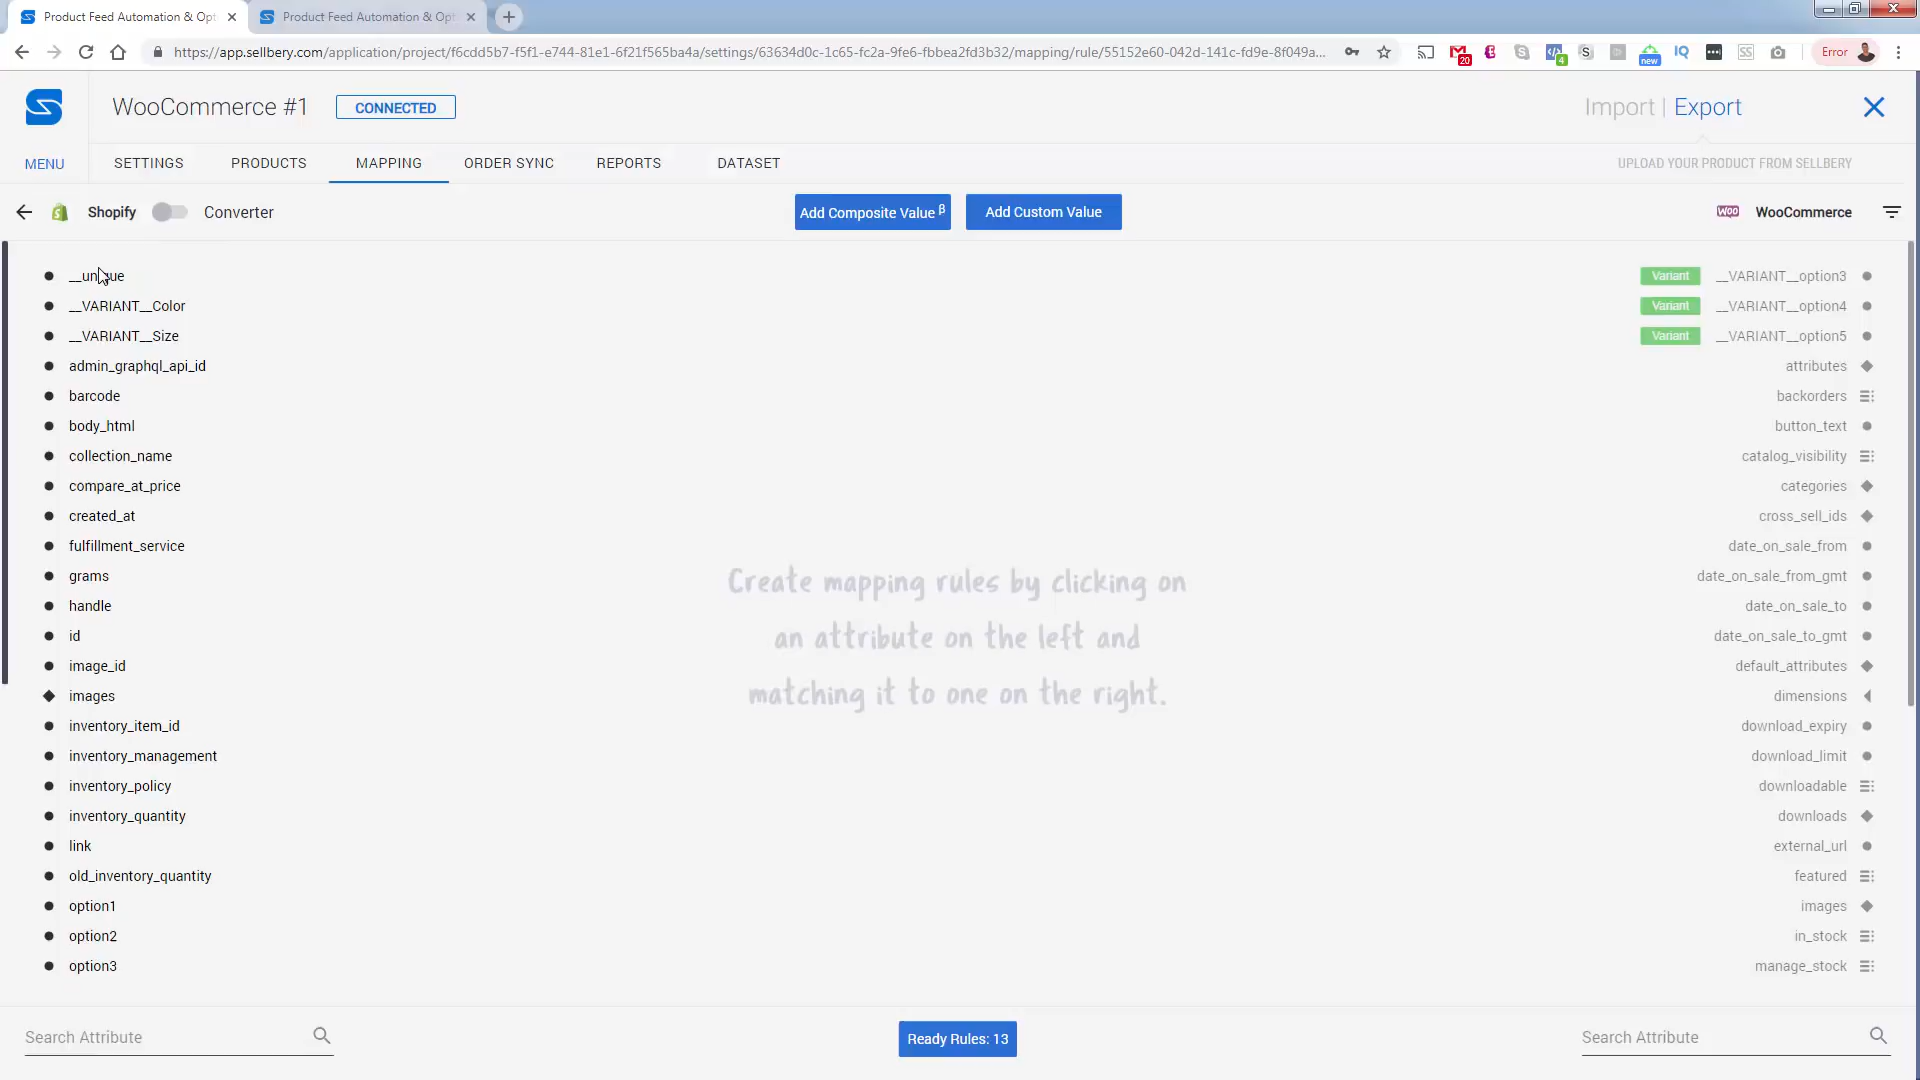 Product Feed Automation & Opt
Product Feed Automation & Opt
https://app.sellbery.com/application/project/f6cdd5b7-f5f1-e744-81e1-6f21f565ba4a/settings/63634d0c-1c65-fc2a-9fe6-fbbea2fd3b32/mapping/rule/55152e60-042d-141c-fd9e-8f049a...
20
4
new
IQ
SS
Error
WooCommerce #1
CONNECTED
Import | Export
MENU
SETTINGS
PRODUCTS
MAPPING
ORDER SYNC
REPORTS
DATASET
UPLOAD YOUR PRODUCT FROM SELLBERY
Shopify
Converter
Add Composite Value β
Add Custom Value
WOO
WooCommerce
__unique
__VARIANT__Color
__VARIANT__Size
admin_graphql_api_id
barcode
body_html
collection_name
compare_at_price
created_at
fulfillment_service
grams
handle
id
image_id
images
inventory_item_id
inventory_management
inventory_policy
inventory_quantity
link
old_inventory_quantity
option1
option2
option3
Create mapping rules by clicking on
an attribute on the left and
matching it to one on the right.
Variant __VARIANT__option3
Variant __VARIANT__option4
Variant __VARIANT__option5
attributes
backorders
button_text
catalog_visibility
categories
cross_sell_ids
date_on_sale_from
date_on_sale_from_gmt
date_on_sale_to
date_on_sale_to_gmt
default_attributes
dimensions
download_expiry
download_limit
downloadable
downloads
external_url
featured
images
in_stock
manage_stock
Search Attribute
Ready Rules: 13
Search Attribute